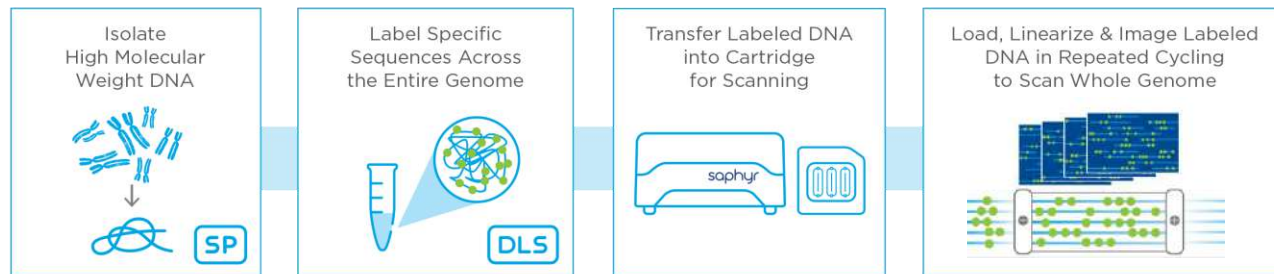 Isolate
High Molecular
Weight DNA
SP
Label Specific
Sequences Across
the Entire Genome
DLS
Transfer Labeled DNA
into Cartridge
for Scanning
saphyr
Load, Linearize & Image Labeled
DNA in Repeated Cycling
to Scan Whole Genome